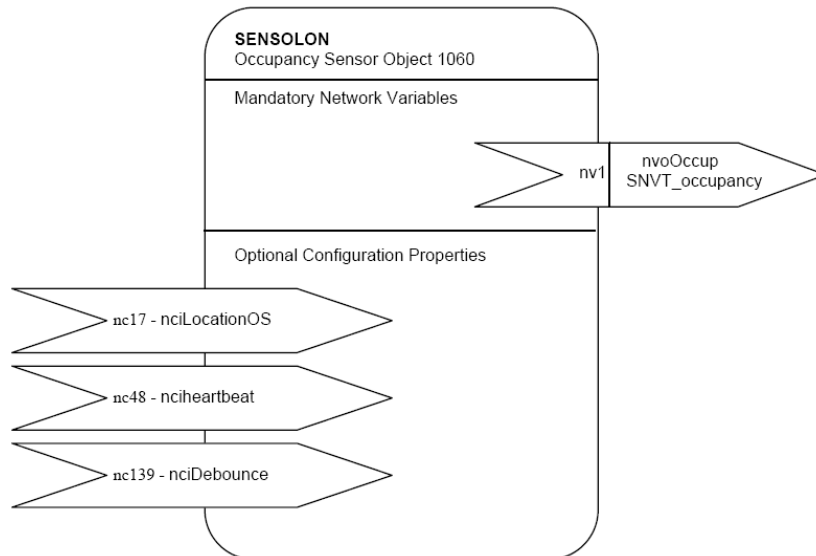 SENSOLON
Occupancy Sensor Object 1060
Mandatory Network Variables
nv1
nvoOccup
SNVT_occupancy
Optional Configuration Properties
nc17 - nciLocationOS
nc48 - nciheartbeat
nc139 - nciDebounce